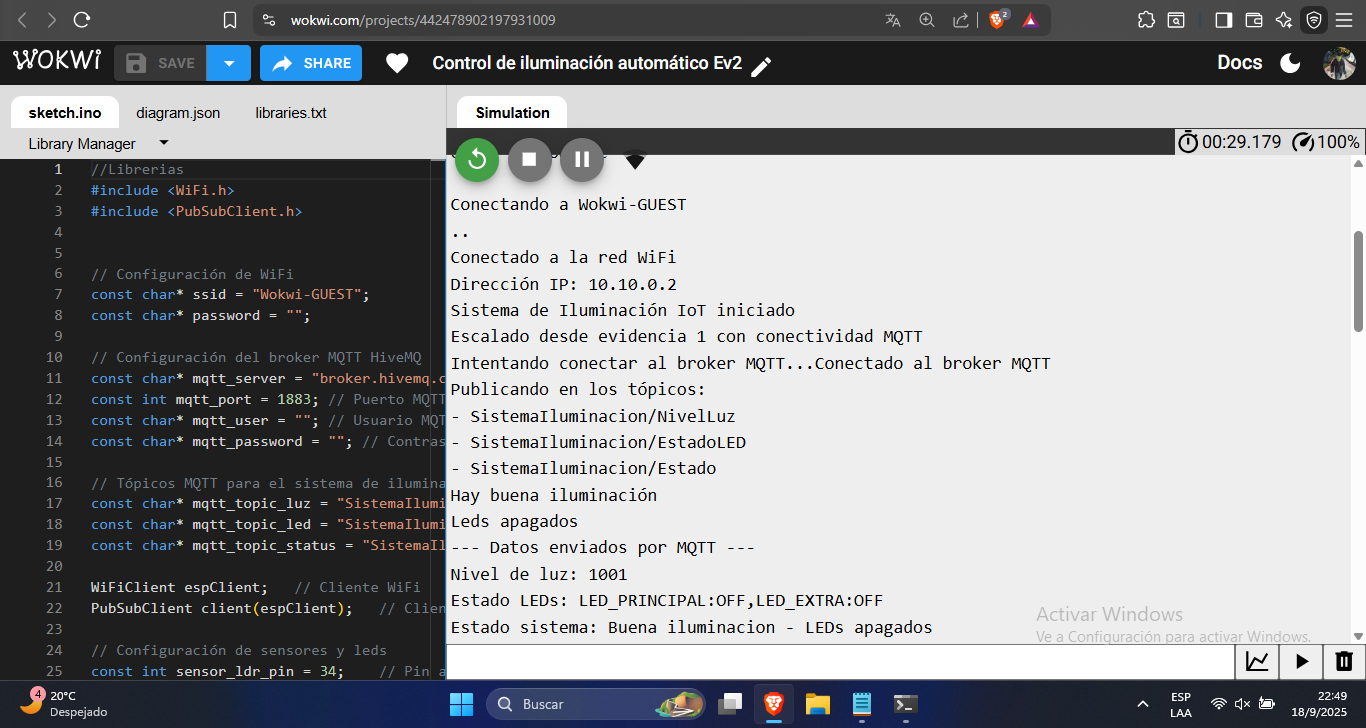 wokwi.com/projects/442478902197931009
2
WOKWI
SAVE
SHARE
Control de iluminación automático Ev2
Docs
sketch.ino
diagram.json
libraries.txt
Simulation
Library Manager
00:29.179
100%
1 //Librerias
2 #include <WiFi.h>
3 #include <PubSubClient.h>
4
5
6 // Configuración de WiFi
7 const char* ssid = "Wokwi-GUEST";
8 const char* password = "";
9
10 // Configuración del broker MQTT HiveMQ
11 const char* mqtt_server = "broker.hivemq.c
12 const int mqtt_port = 1883; // Puerto MQTT
13 const char* mqtt_user = ""; // Usuario MQT
14 const char* mqtt_password = ""; // Contras
15
16 // Tópicos MQTT para el sistema de ilumina
17 const char* mqtt_topic_luz = "SistemaIlumi
18 const char* mqtt_topic_led = "SistemaIlumi
19 const char* mqtt_topic_status = "SistemaIl
20
21 WiFiClient espClient; // Cliente WiFi
22 PubSubClient client(espClient); // Clien
23
24 // Configuración de sensores y leds
25 const int sensor_ldr_pin = 34; // Pin a
Conectando a Wokwi-GUEST
..
Conectado a la red WiFi
Dirección IP: 10.10.0.2
Sistema de Iluminación IoT iniciado
Escalado desde evidencia 1 con conectividad MQTT
Intentando conectar al broker MQTT...Conectado al broker MQTT
Publicando en los tópicos:
- SistemaIluminacion/NivelLuz
- SistemaIluminacion/EstadoLED
- SistemaIluminacion/Estado
Hay buena iluminación
Leds apagados
--- Datos enviados por MQTT ---
Nivel de luz: 1001
Estado LEDs: LED_PRINCIPAL:OFF,LED_EXTRA:OFF
Estado sistema: Buena iluminacion - LEDs apagados
Activar Windows
Ve a Configuración para activar Windows.
4
20°C
Despejado
Buscar
ESP
LAA
22:49
18/9/2025